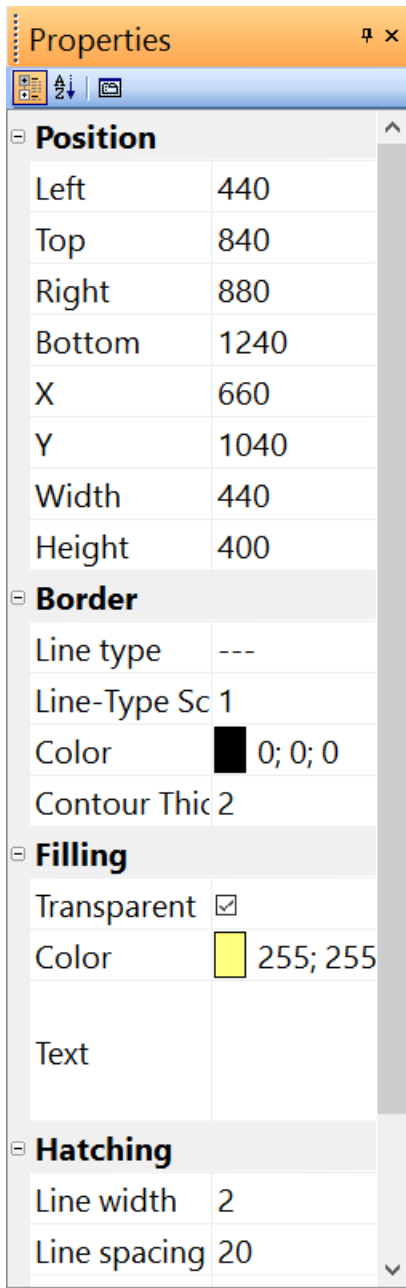 Properties
Position
Left 440
Top 840
Right 880
Bottom 1240
X 660
Y 1040
Width 440
Height 400
Border
Line type ---
Line-Type Sc 1
Color 0; 0; 0
Contour Thic 2
Filling
Transparent
Color 255; 255
Text
Hatching
Line width 2
Line spacing 20